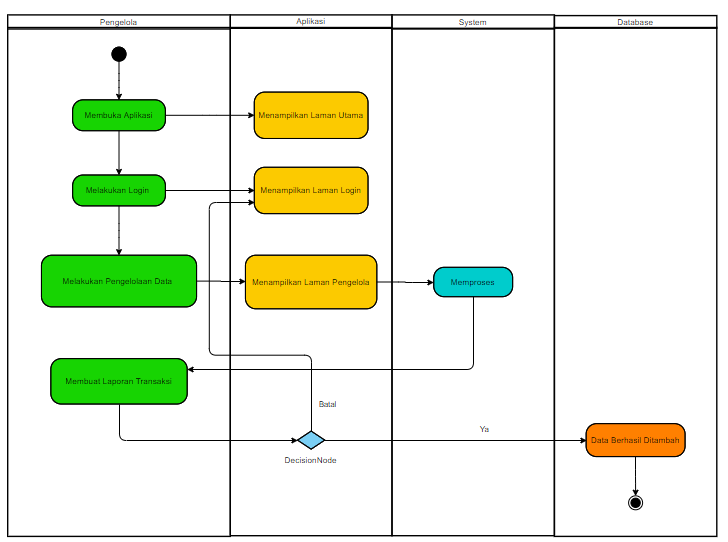 Pengelola
Aplikasi
System
Database
Membuka Aplikasi
Menampilkan Laman Utama
Melakukan Login
Menampilkan Laman Login
Melakukan Pengelolaan Data
Menampilkan Laman Pengelola
Memproses
Membuat Laporan Transaksi
Batal
Ya
Data Berhasil Ditambah
DecisionNode